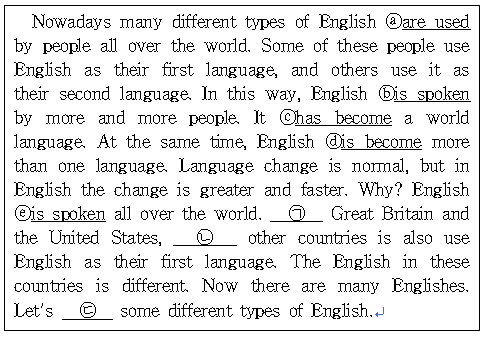 Nowadays many different types of English ⓐare used
by people all over the world. Some of these people use
English as their first language, and others use it as
their second language. In this way, English ⓑis spoken
by more and more people. It ⓒhas become a world
language. At the same time, English ⓓis become more
than one language. Language change is normal, but in
English the change is greater and faster. Why? English
ⓔis spoken all over the world. __㉠__ Great Britain and
the United States, __㉡__ other countries is also use
English as their first language. The English in these
countries is different. Now there are many Englishes.
Let's __㉢__ some different types of English.↵